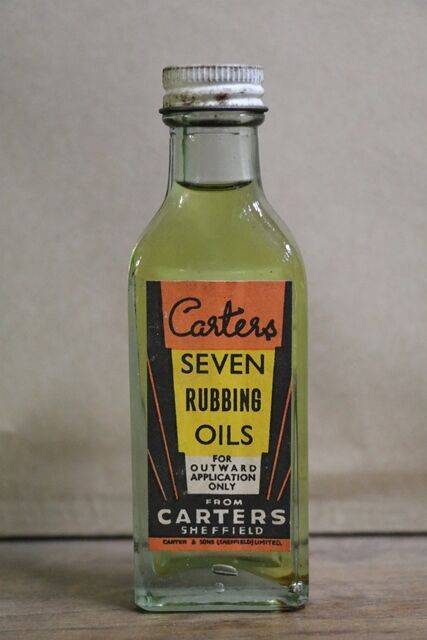 Carters
SEVEN
RUBBING
OILS
FOR
OUTWARD
APPLICATION
ONLY
FROM
CARTERS
SHEFFIELD
CARTER & SONS (SHEFFIELD) LIMITED.